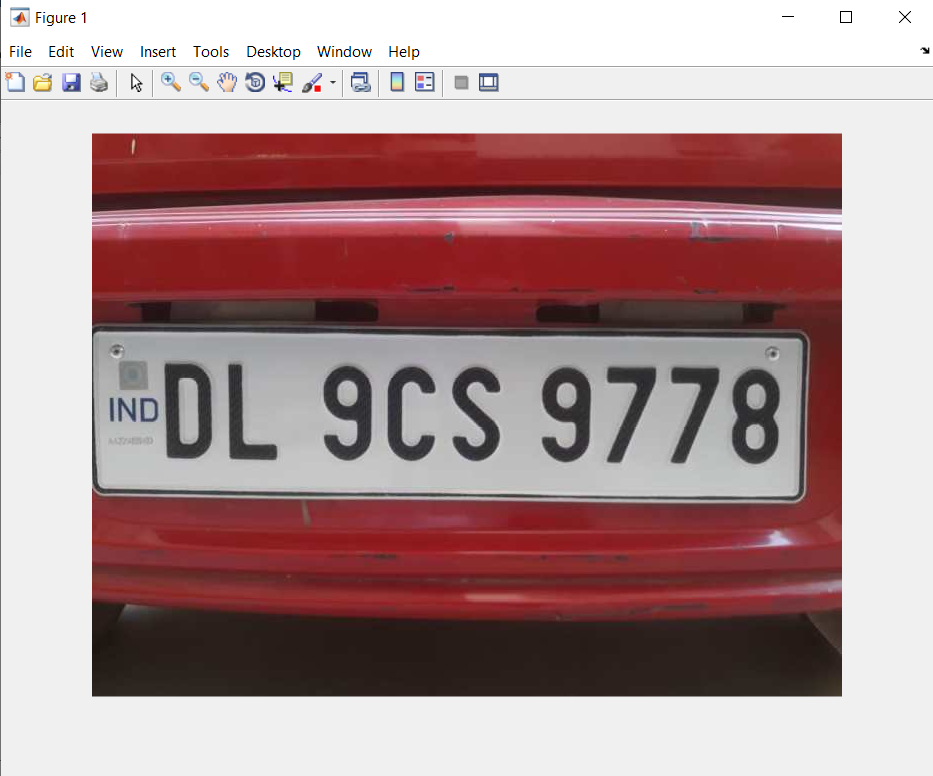 Figure 1
File Edit View Insert Tools Desktop Window Help
IND
DL 9CS 9778